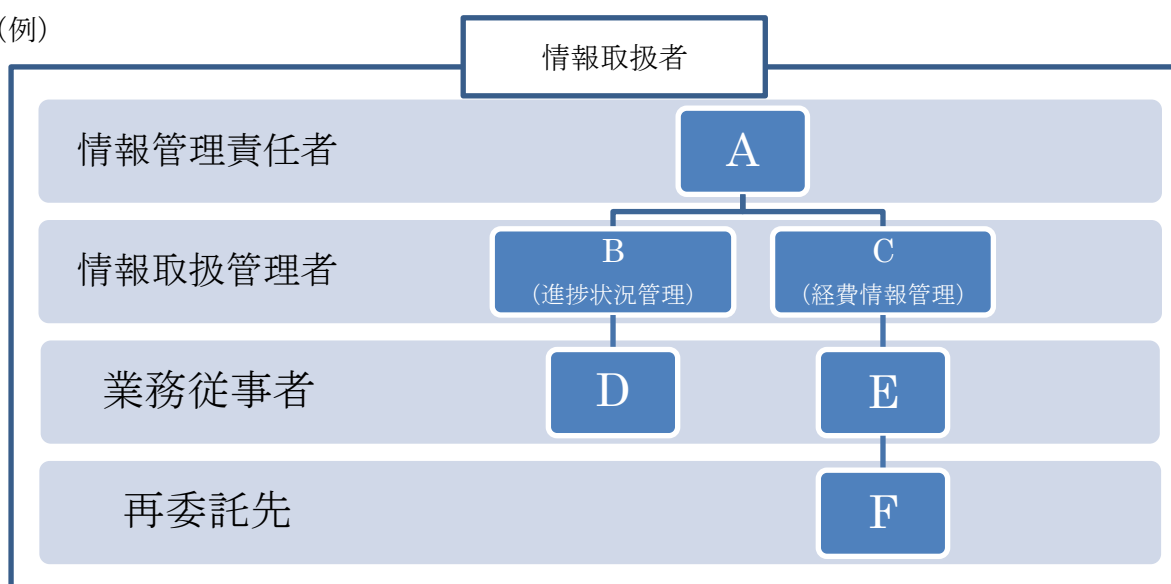 (例)
情報取扱者
情報管理責任者
A
情報取扱管理者
B
(進捗状況管理)
C
(経費情報管理)
業務従事者
D
E
再委託先
F